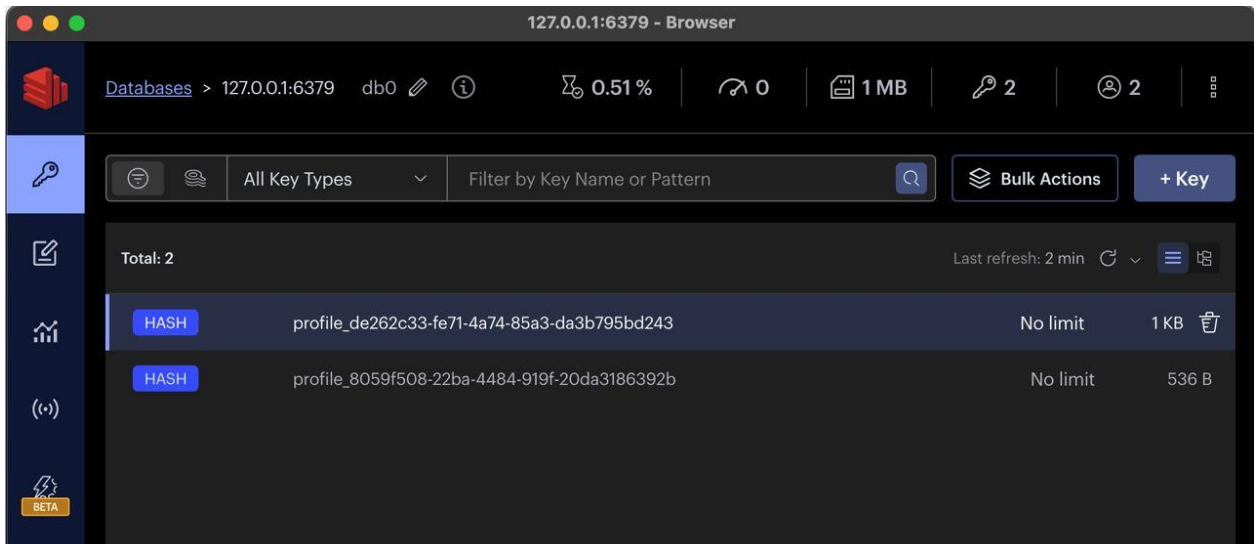 127.0.0.1:6379 - Browser
Databases > 127.0.0.1:6379 db0 0.51 % 0 1 MB 2 2
All Key Types Filter by Key Name or Pattern Bulk Actions + Key
Total: 2 Last refresh: 2 min
HASH profile_de262c33-fe71-4a74-85a3-da3b795bd243 No limit 1 KB
HASH profile_8059f508-22ba-4484-919f-20da3186392b No limit 536 B
BETA